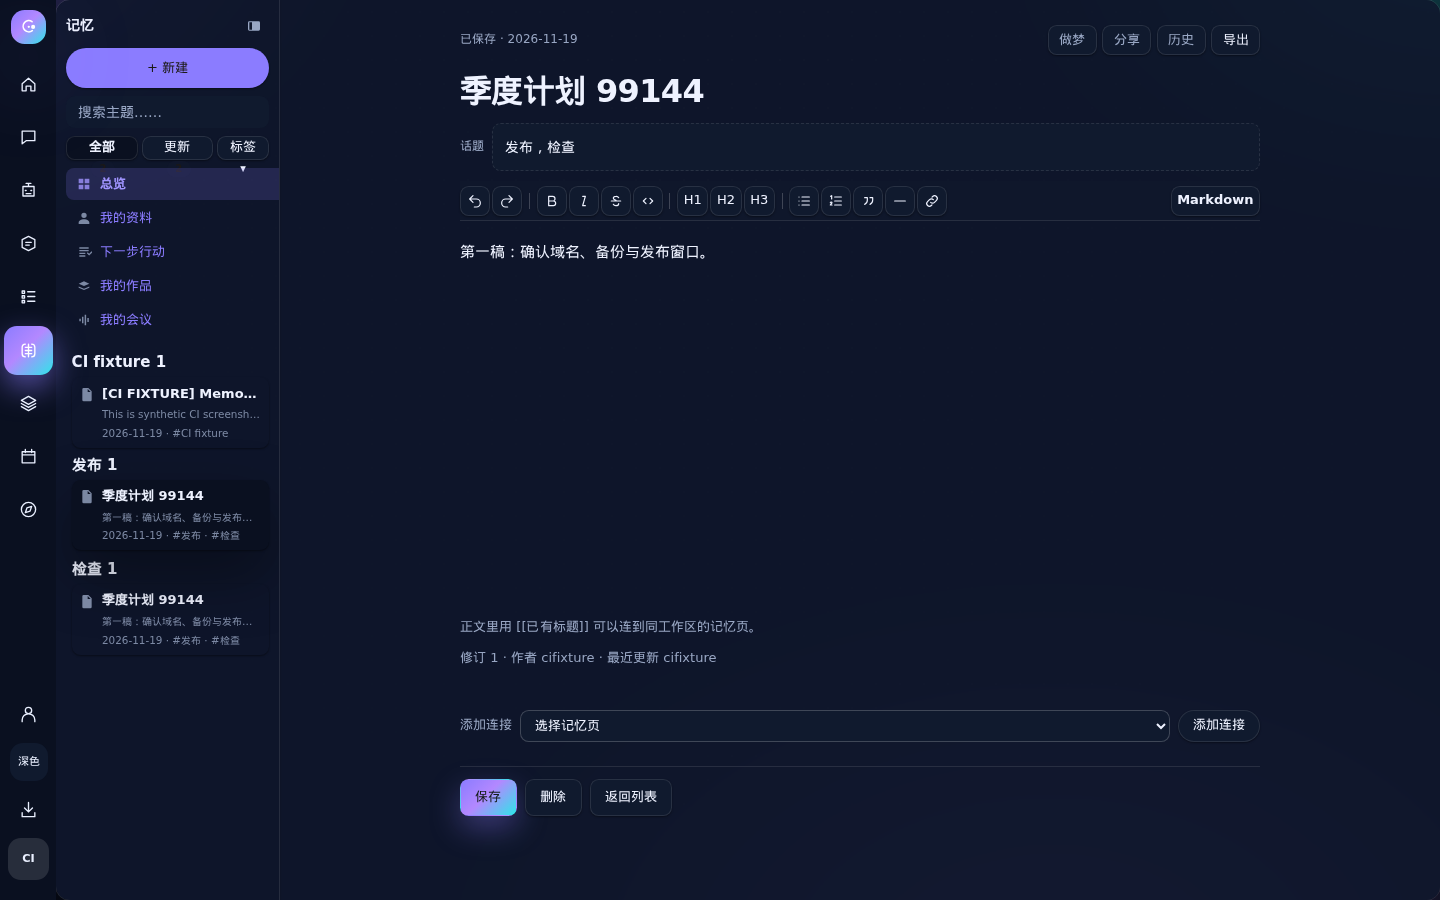 记忆
+ 新建
搜索主题……
全部
更新
标签
总览
我的资料
下一步行动
我的作品
我的会议
CI fixture 1
[CI FIXTURE] Memo…
This is synthetic CI screensh…
2026-11-19 · #CI fixture
发布 1
季度计划 99144
第一稿：确认域名、备份与发布…
2026-11-19 · #发布 · #检查
检查 1
季度计划 99144
第一稿：确认域名、备份与发布…
2026-11-19 · #发布 · #检查
深色
CI
已保存 · 2026-11-19
做梦
分享
历史
导出
季度计划 99144
话题
发布，检查
H1
H2
H3
Markdown
第一稿：确认域名、备份与发布窗口。
正文里用 [[已有标题]] 可以连到同工作区的记忆页。
修订 1 · 作者 cifixture · 最近更新 cifixture
添加连接
选择记忆页
添加连接
保存
删除
返回列表